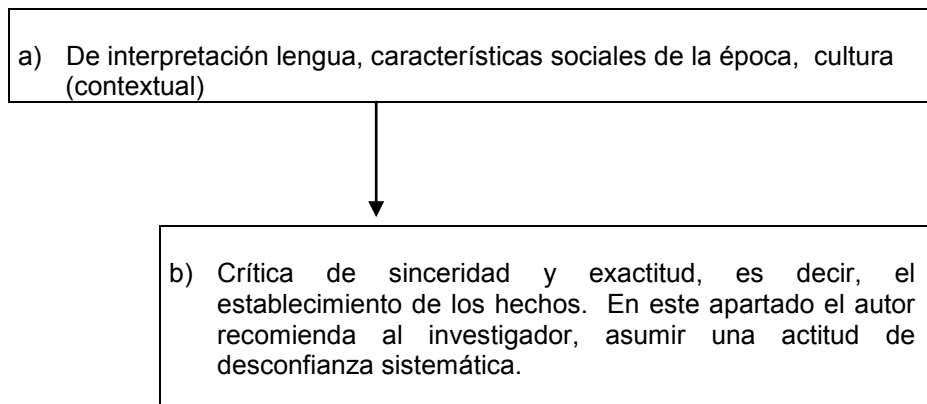 a) De interpretación lengua, características sociales de la época, cultura
(contextual)
b) Crítica de sinceridad y exactitud, es decir, el
establecimiento de los hechos. En este apartado el autor
recomienda al investigador, asumir una actitud de
desconfianza sistemática.